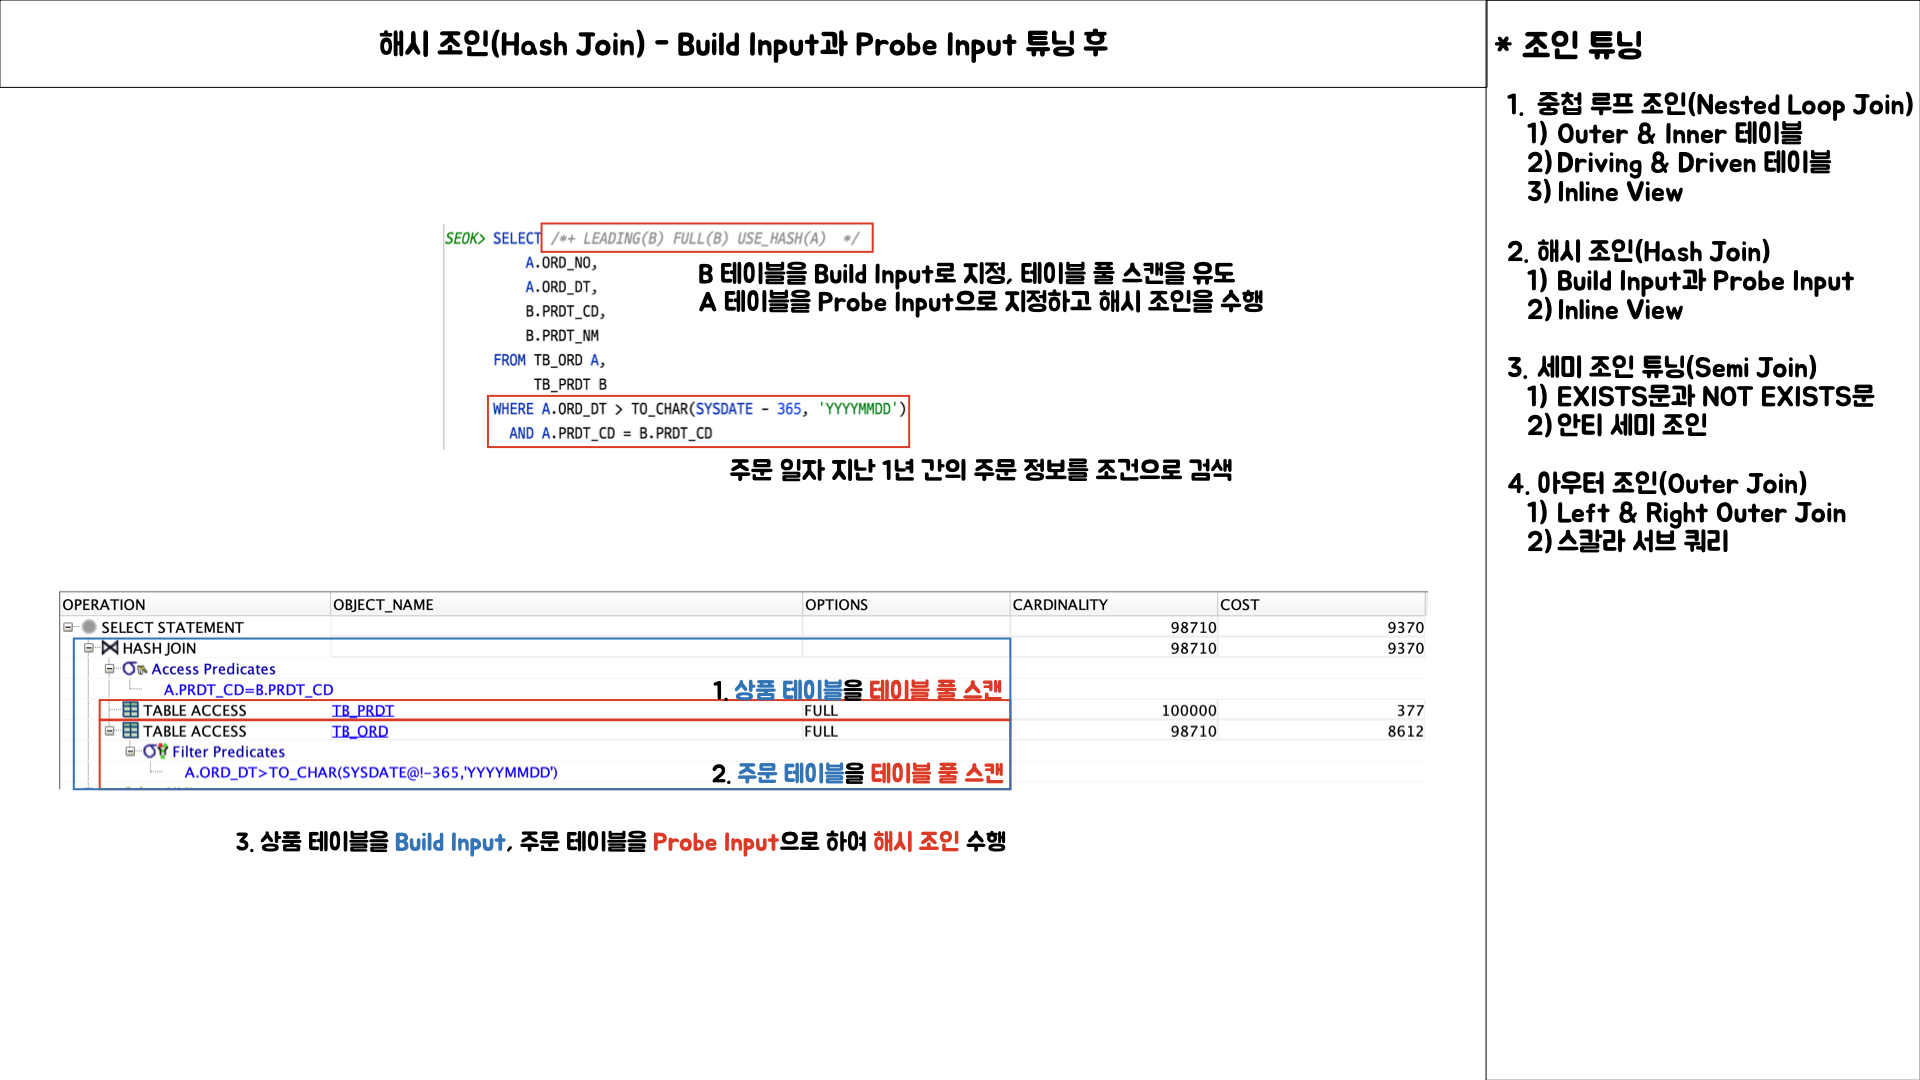 해시 조인(Hash Join) - Build Input과 Probe Input 튜닝 후
SEOK> SELECT /*+ LEADING(B) FULL(B) USE_HASH(A)  */
A.ORD_NO,
A.ORD_DT,
B.PRDT_CD,
B.PRDT_NM
FROM TB_ORD A,
TB_PRDT B
WHERE A.ORD_DT > TO_CHAR(SYSDATE - 365, 'YYYYMMDD')
AND A.PRDT_CD = B.PRDT_CD
B 테이블을 Build Input로 지정, 테이블 풀 스캔을 유도
A 테이블을 Probe Input으로 지정하고 해시 조인을 수행
주문 일자 지난 1년 간의 주문 정보를 조건으로 검색
OPERATION OBJECT_NAME OPTIONS CARDINALITY COST
SELECT STATEMENT 98710 9370
HASH JOIN 98710 9370
Access Predicates
A.PRDT_CD=B.PRDT_CD
1. 상품 테이블을 테이블 풀 스캔
TABLE ACCESS TB_PRDT FULL 100000 377
TABLE ACCESS TB_ORD FULL 98710 8612
Filter Predicates
A.ORD_DT>TO_CHAR(SYSDATE@!-365,'YYYYMMDD')
2. 주문 테이블을 테이블 풀 스캔
3. 상품 테이블을 Build Input, 주문 테이블을 Probe Input으로 하여 해시 조인 수행
* 조인 튜닝
1. 중첩 루프 조인(Nested Loop Join)
1) Outer & Inner 테이블
2) Driving & Driven 테이블
3) Inline View
2. 해시 조인(Hash Join)
1) Build Input과 Probe Input
2) Inline View
3. 세미 조인 튜닝(Semi Join)
1) EXISTS문과 NOT EXISTS문
2) 안티 세미 조인
4. 아우터 조인(Outer Join)
1) Left & Right Outer Join
2) 스칼라 서브 쿼리